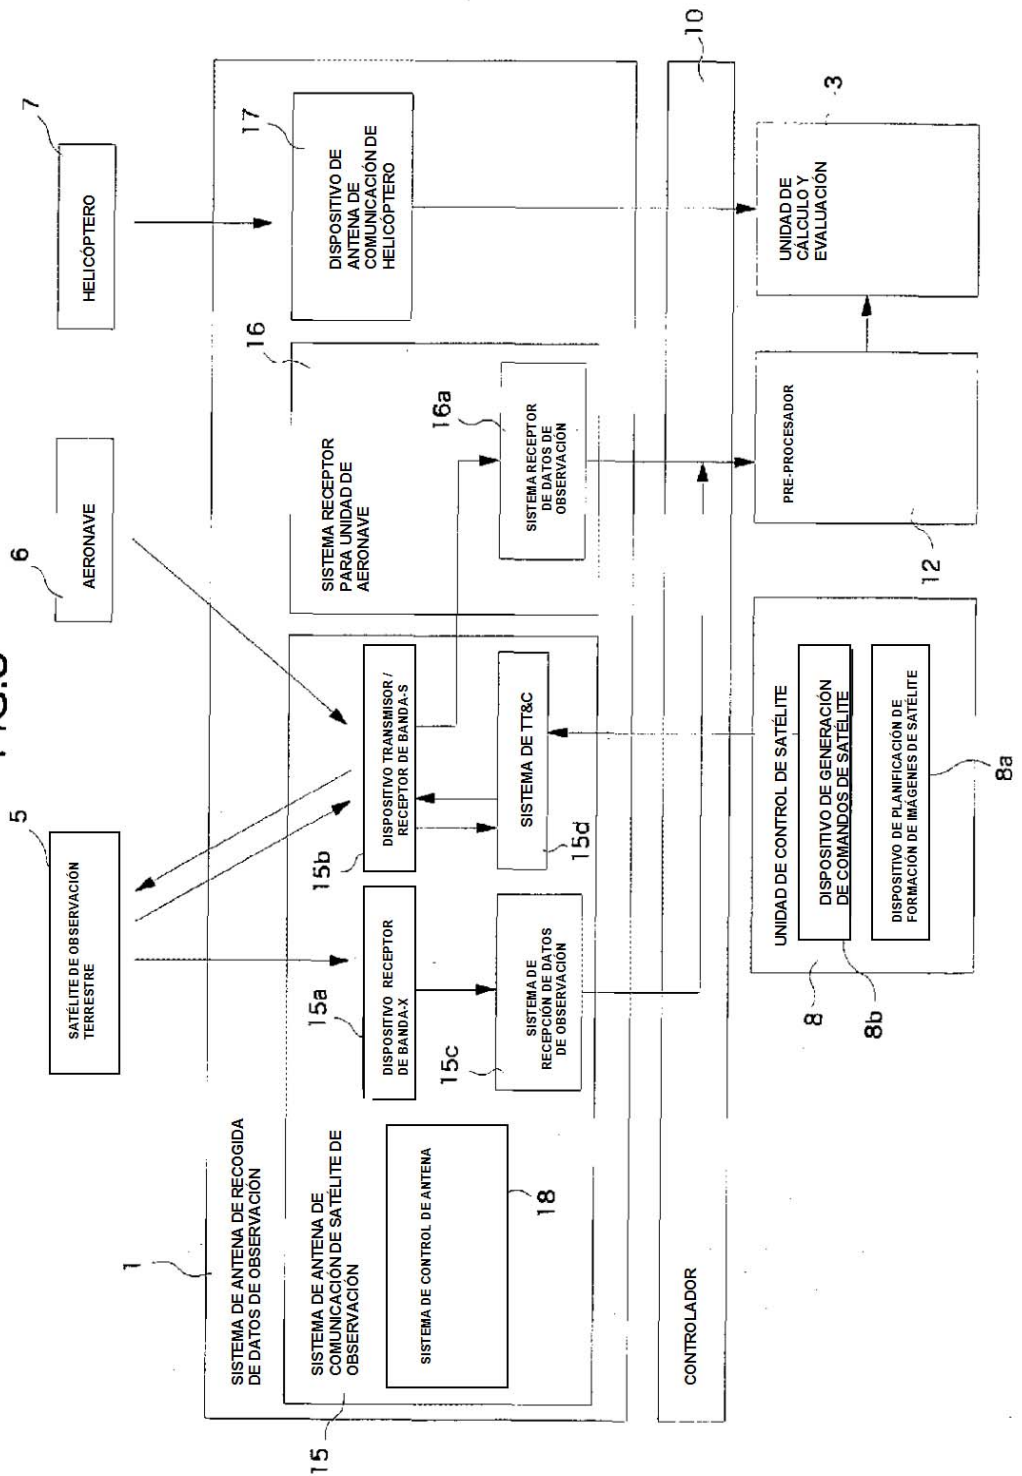 FIG.6
5
SATÉLITE DE OBSERVACIÓN
TERRESTRE
6
AERONAVE
7
HELICÓPTERO
1
SISTEMA DE ANTENA DE RECOGIDA
DE DATOS DE OBSERVACIÓN
15
SISTEMA DE ANTENA DE
COMUNICACIÓN DE SATÉLITE DE
OBSERVACIÓN
SISTEMA DE CONTROL DE ANTENA
18
15a
DISPOSITIVO RECEPTOR
DE BANDA-X
15b
DISPOSITIVO TRANSMISOR /
RECEPTOR DE BANDA-S
15c
SISTEMA DE
RECEPCIÓN DE DATOS
DE OBSERVACIÓN
SISTEMA DE TT&C
15d
16
SISTEMA RECEPTOR
PARA UNIDAD DE
AERONAVE
16a
SISTEMA RECEPTOR
DE DATOS DE
OBSERVACIÓN
17
DISPOSITIVO DE
ANTENA DE
COMUNICACIÓN DE
HELICÓPTERO
CONTROLADOR
10
UNIDAD DE CONTROL DE SATÉLITE
8
DISPOSITIVO DE GENERACIÓN
DE COMANDOS DE SATÉLITE
8b
DISPOSITIVO DE PLANIFICACIÓN DE
FORMACIÓN DE IMÁGENES DE SATÉLITE
8a
PRE-PROCESADOR
12
UNIDAD DE
CÁLCULO Y
EVALUACIÓN
3